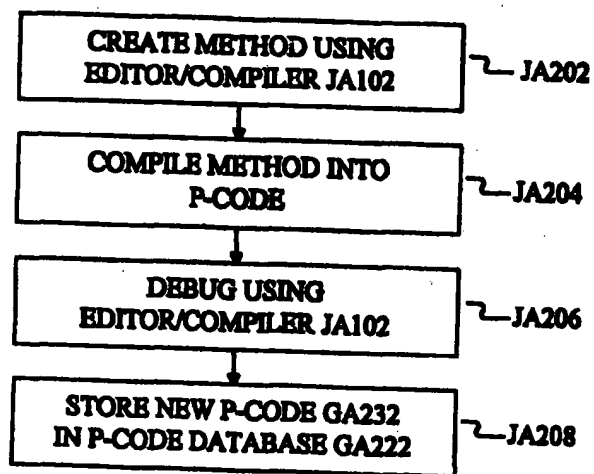 CREATE METHOD USING
EDITOR/COMPILER JA102
JA202
COMPILE METHOD INTO
P-CODE
JA204
DEBUG USING
EDITOR/COMPILER JA102
JA206
STORE NEW P-CODE GA232
IN P-CODE DATABASE GA222
JA208